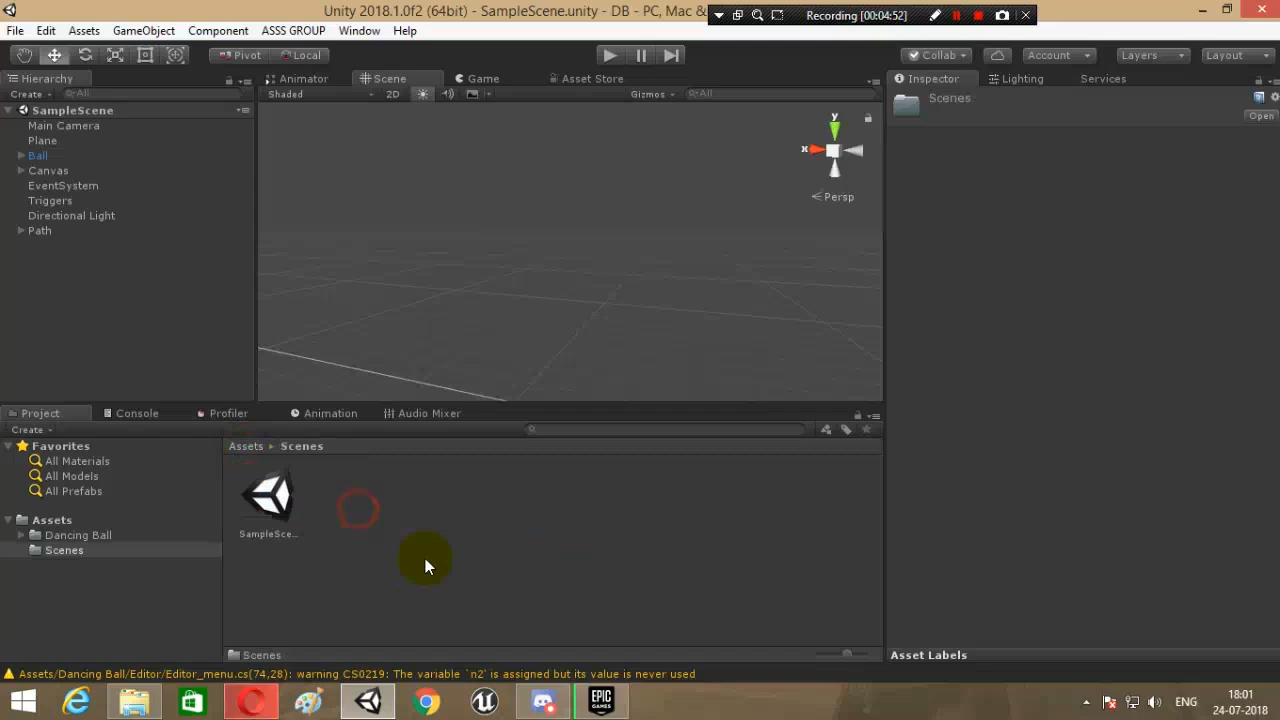 Unity 2018.1.0f2 (64bit) - SampleScene.unity - DB - PC, Mac &
Recording [00:04:52]
File Edit Assets GameObject Component ASSS GROUP Window Help
Pivot Local
Collab Account Layers Layout
Hierarchy
Animator Scene Game Asset Store
Inspector Lighting Services
Create All
Shaded 2D Gizmos All
Scenes
Open
SampleScene
Main Camera
Plane
Ball
Canvas
EventSystem
Triggers
Directional Light
Path
y
x
Persp
Project Console Profiler Animation Audio Mixer
Create
Favorites
All Materials
All Models
All Prefabs
Assets
Dancing Ball
Scenes
Assets Scenes
SampleSce...
Scenes
Asset Labels
Assets/Dancing Ball/Editor/Editor_menu.cs(74,28): warning CS0219: The variable `n2' is assigned but its value is never used
EPIC GAMES
ENG
18:01
24-07-2018